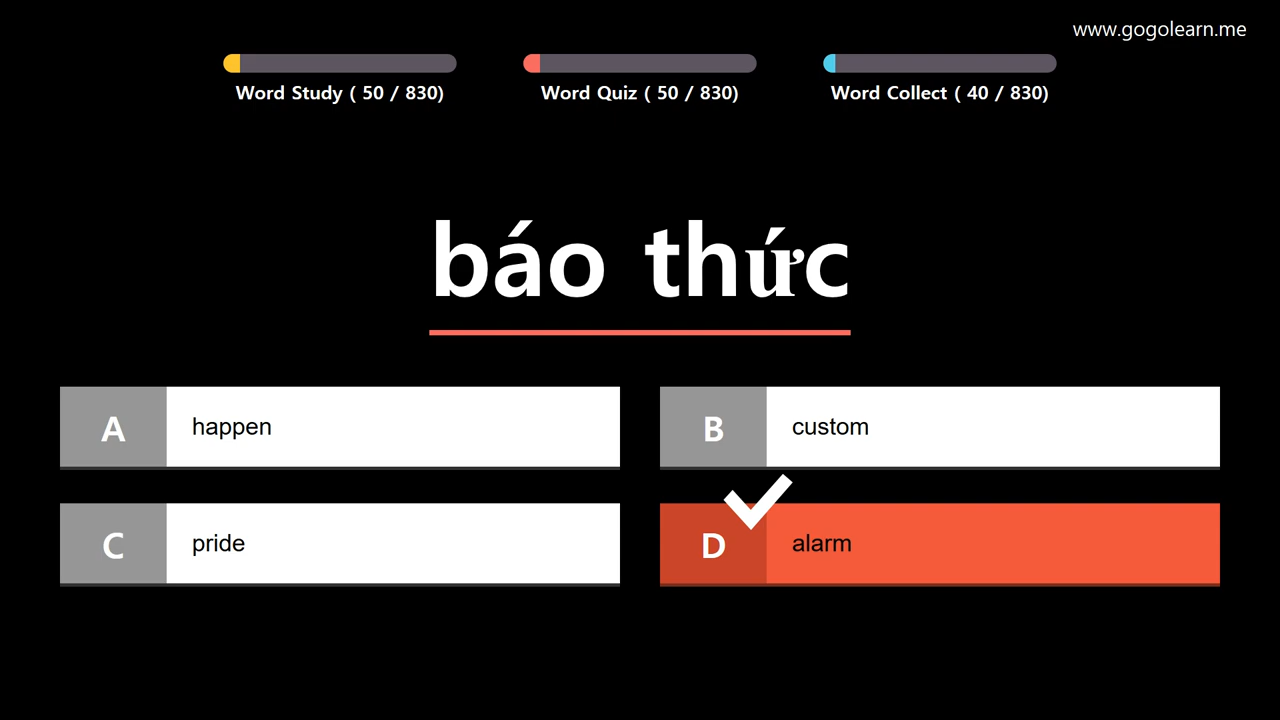 www.gogolearn.me
Word Study ( 50 / 830)
Word Quiz ( 50 / 830)
Word Collect ( 40 / 830)
báo thức
A happen
B custom
C pride
D alarm